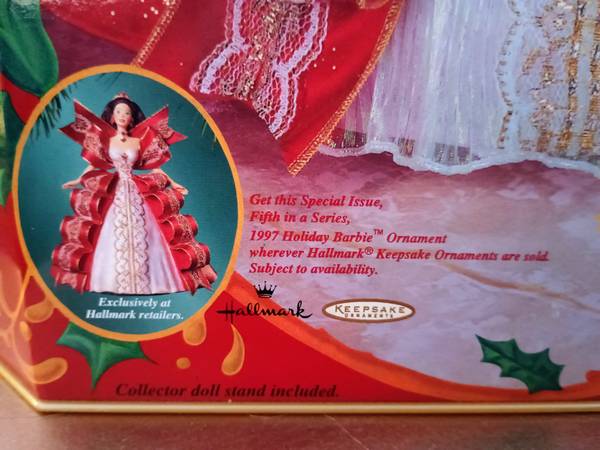 Get this Special Issue,
Fifth in a Series,
1997 Holiday Barbie™ Ornament
wherever Hallmark® Keepsake Ornaments are sold.
Subject to availability.
Exclusively at
Hallmark retailers.
Hallmark
KEEPSAKE
ORNAMENTS
Collector doll stand included.